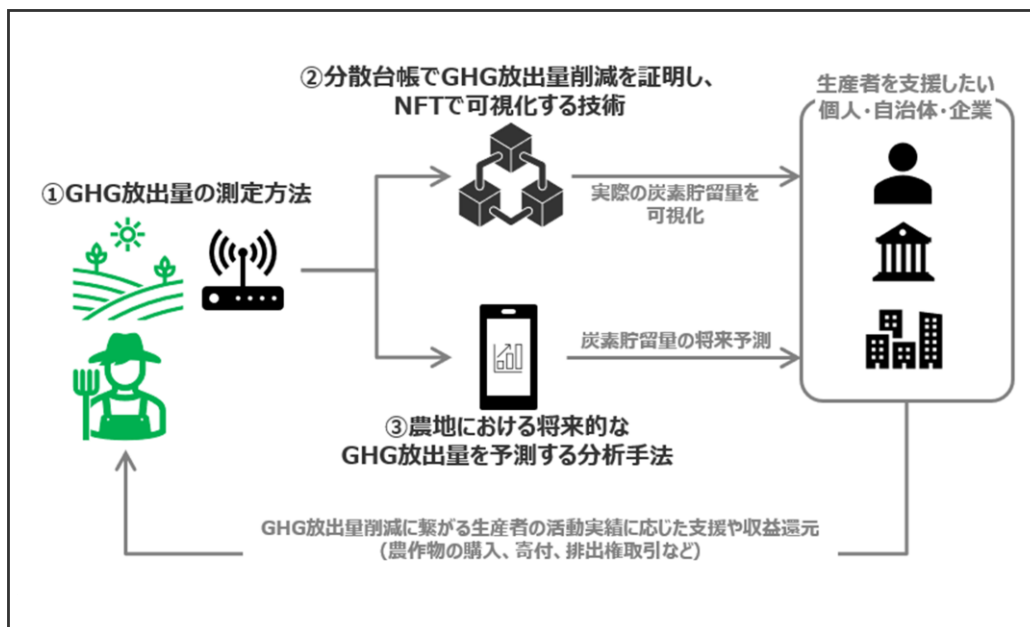 ②分散台帳でGHG放出量削減を証明し、
NFTで可視化する技術
生産者を支援したい
個人・自治体・企業
①GHG放出量の測定方法
実際の炭素貯留量を
可視化
炭素貯留量の将来予測
③農地における将来的な
GHG放出量を予測する分析手法
GHG放出量削減に繋がる生産者の活動実績に応じた支援や収益還元
（農作物の購入、寄付、排出権取引など）